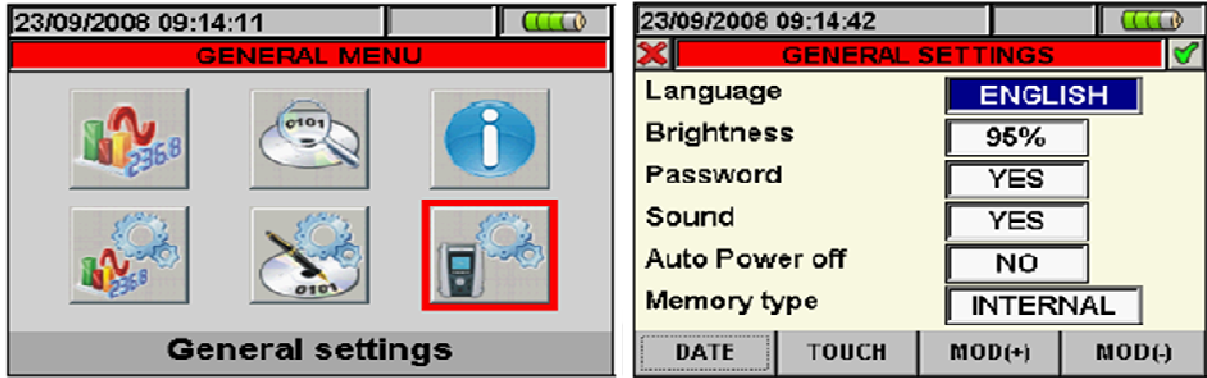 23/09/2008 09:14:11
GENERAL MENU
236.8
0101
236.8
0101
General settings
23/09/2008 09:14:42
GENERAL SETTINGS
Language ENGLISH
Brightness 95%
Password YES
Sound YES
Auto Power off NO
Memory type INTERNAL
DATE TOUCH MOD(+) MOD(-)